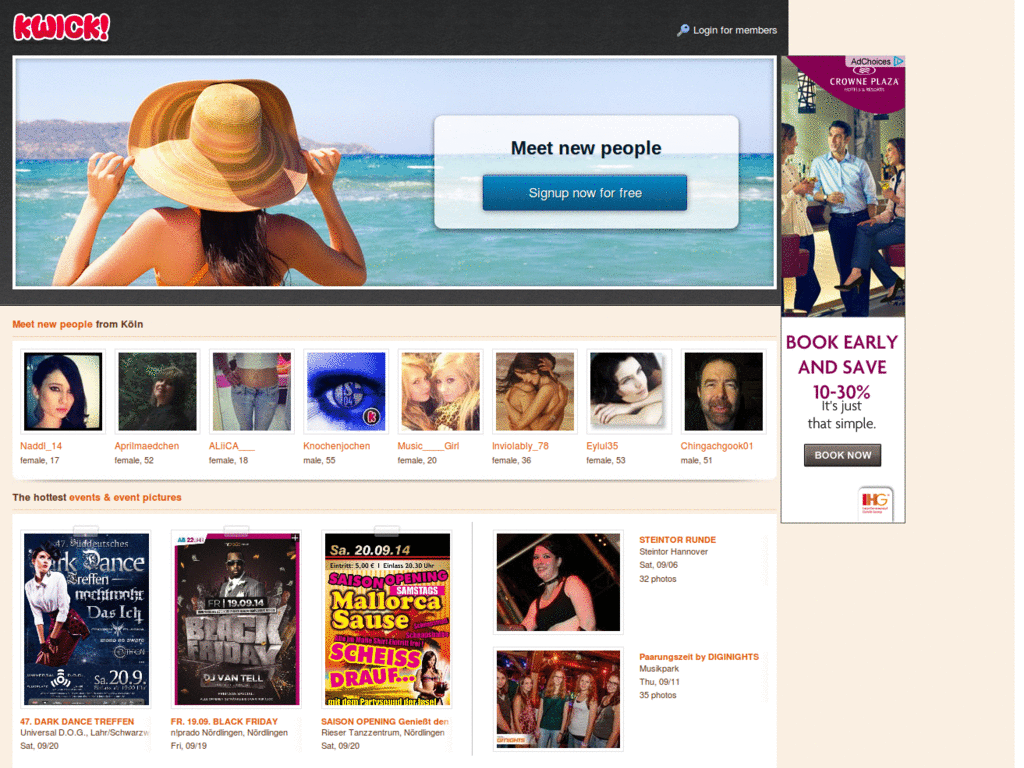 KWICK!
Login for members
AdChoices
CROWNE PLAZA
HOTELS & RESORTS
Meet new people
Signup now for free
BOOK EARLY
AND SAVE
10-30%
It's just
that simple.
BOOK NOW
IHG
Meet new people from Köln
Naddl_14
female, 17
Aprilmaedchen
female, 52
ALiiCA___
female, 18
Knochenjochen
male, 55
Music____Girl
female, 20
Inviolably_78
female, 36
Eylul35
female, 53
Chingachgook01
male, 51
The hottest events & event pictures
47. Süddeutsches
Dark Dance
Treffen
nachtmahr
Das Ich
Sa. 20.9.
47. DARK DANCE TREFFEN
Universal D.O.G., Lahr/Schwarzw
Sat, 09/20
FR 19.09.14
BLACK
FRIDAY
DJ VAN TELL
FR. 19.09. BLACK FRIDAY
n!prado Nördlingen, Nördlingen
Fri, 09/19
Sa. 20.09.14
Eintritt: 5,00 € I Einlass 20.30 Uhr
SAISON OPENING
SAMSTAGS
Mallorca
Sause
SCHEISS
DRAUF...
mit dem Partysound der Insel
SAISON OPENING Genießt den
Rieser Tanzzentrum, Nördlingen
Sat, 09/20
STEINTOR RUNDE
Steintor Hannover
Sat, 09/06
32 photos
Paarungszeit by DIGINIGHTS
Musikpark
Thu, 09/11
35 photos